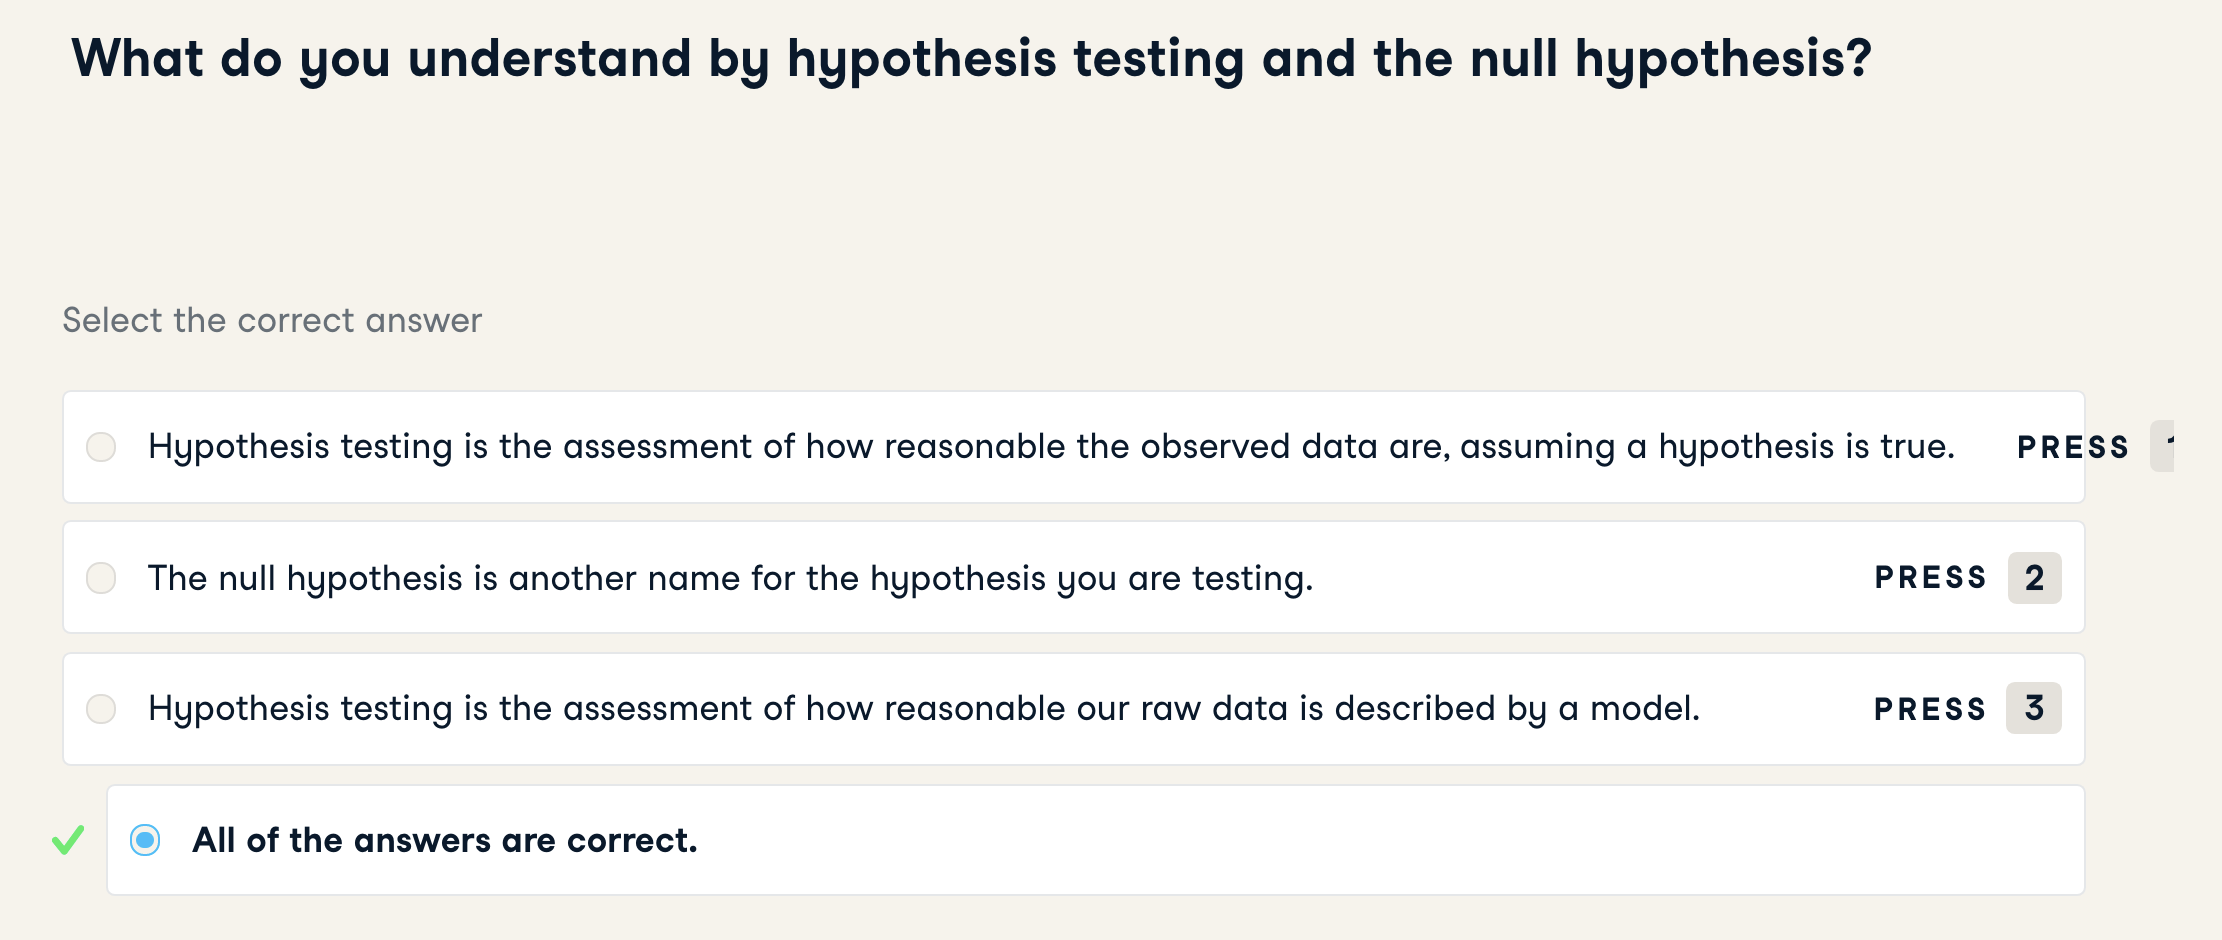 What do you understand by hypothesis testing and the null hypothesis?
Select the correct answer
Hypothesis testing is the assessment of how reasonable the observed data are, assuming a hypothesis is true. PRESS 1
The null hypothesis is another name for the hypothesis you are testing. PRESS 2
Hypothesis testing is the assessment of how reasonable our raw data is described by a model. PRESS 3
All of the answers are correct.